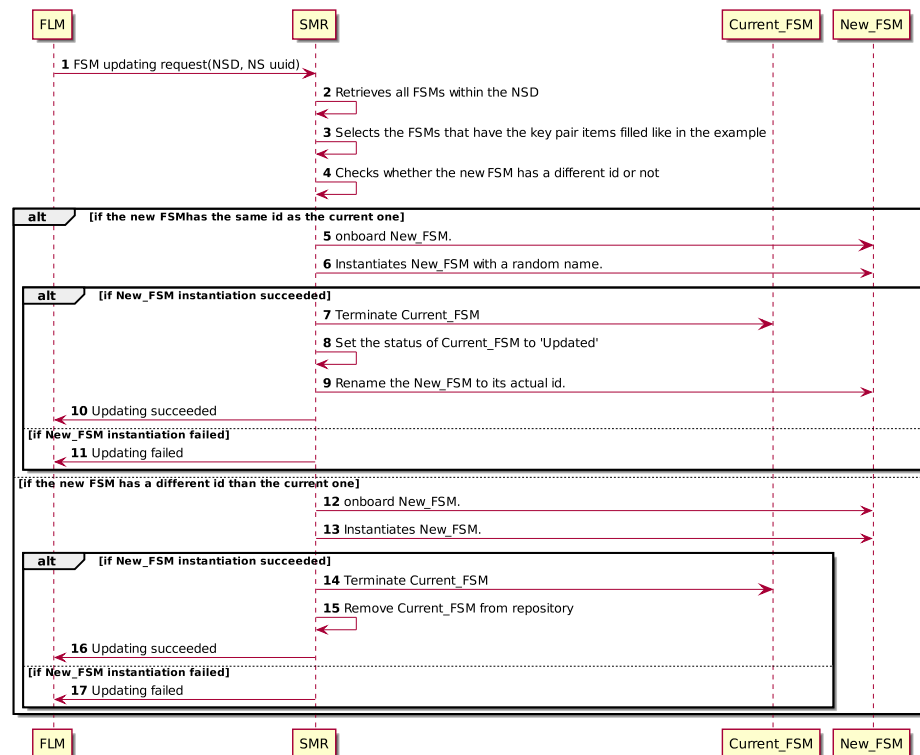 FLM SMR Current_FSM New_FSM
1 FSM updating request(NSD, NS uuid)
2 Retrieves all FSMs within the NSD
3 Selects the FSMs that have the key pair items filled like in the example
4 Checks whether the new FSM has a different id or not
alt [if the new FSMhas the same id as the current one]
5 onboard New_FSM.
6 Instantiates New_FSM with a random name.
alt [if New_FSM instantiation succeeded]
7 Terminate Current_FSM
8 Set the status of Current_FSM to 'Updated'
9 Rename the New_FSM to its actual id.
10 Updating succeeded
[if New_FSM instantiation failed]
11 Updating failed
[if the new FSM has a different id than the current one]
12 onboard New_FSM.
13 Instantiates New_FSM.
alt [if New_FSM instantiation succeeded]
14 Terminate Current_FSM
15 Remove Current_FSM from repository
16 Updating succeeded
[if New_FSM instantiation failed]
17 Updating failed
FLM SMR Current_FSM New_FSM